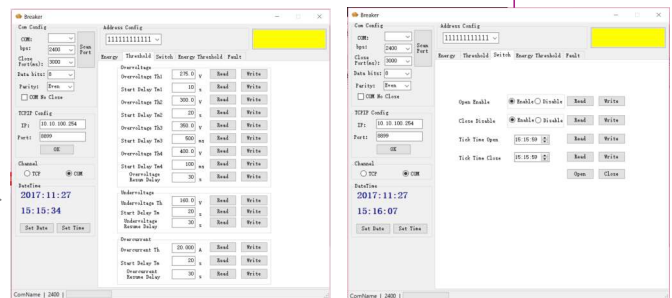 Breaker
Com Config
COM:
bps: 2400
Scan Port
Close Port(ms): 3000
Data bits: 8
Parity: Even
COM No Close
TCPIP Config
IP: 10.10.100.254
Port: 8899
OK
Channel
TCP COM
DateTime
2017:11:27
15:15:34
Set Date Set Time
ComName | 2400 |
Address Config
111111111111
Energy Threshold Switch Energy Threshold Fault
Overvoltage
Overvoltage Th1 275.0 V Read Write
Start Delay Tm1 10 s Read Write
Overvoltage Th2 300.0 V Read Write
Start Delay Tm2 20 s Read Write
Overvoltage Th3 350.0 V Read Write
Start Delay Tm3 500 ms Read Write
Overvoltage Th4 400.0 V Read Write
Start Delay Tm4 100 ms Read Write
Overvoltage Resum Delay 30 s Read Write
Undervoltage
Undervoltage Th 160.0 V Read Write
Start Delay Tm 20 s Read Write
Undervoltage Resume Delay 30 s Read Write
Overcurrent
Overcurrent Th 20.000 A Read Write
Start Delay Tm 20 s Read Write
Overcurrent Resume Delay 30 s Read Write
Breaker
Com Config
COM:
bps: 2400
Scan Port
Close Port(ms): 3000
Data bits: 8
Parity: Even
COM No Close
TCPIP Config
IP: 10.10.100.254
Port: 8899
OK
Channel
TCP COM
DateTime
2017:11:27
15:16:07
Set Date Set Time
ComName | 2400 |
Address Config
111111111111
Energy Threshold Switch Energy Threshold Fault
Open Enable Enable Disable Read Write
Close Disable Enable Disable Read Write
Tick Time Open 15:15:59 Read Write
Tick Time Close 15:15:59 Read Write
Open Close